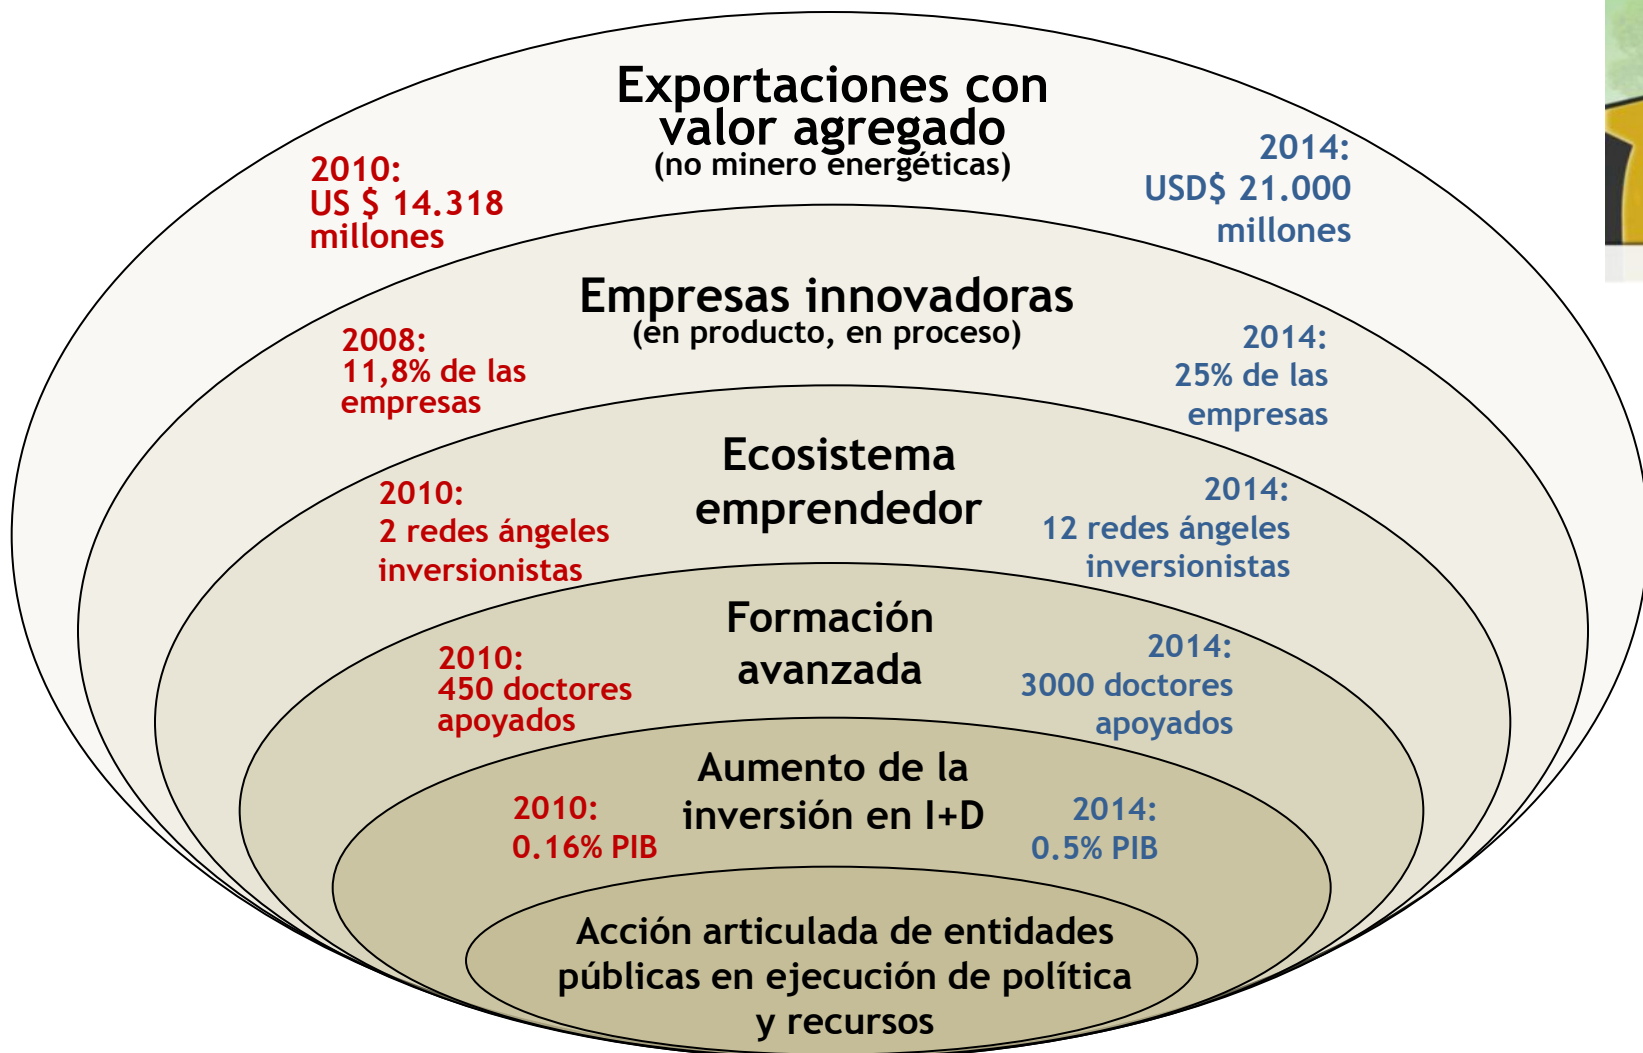 Exportaciones con
valor agregado
(no minero energéticas)
2010:
US $ 14.318
millones
2014:
USD$ 21.000
millones
Empresas innovadoras
(en producto, en proceso)
2008:
11,8% de las
empresas
2014:
25% de las
empresas
Ecosistema
emprendedor
2010:
2 redes ángeles
inversionistas
2014:
12 redes ángeles
inversionistas
Formación
avanzada
2010:
450 doctores
apoyados
2014:
3000 doctores
apoyados
Aumento de la
inversión en I+D
2010:
0.16% PIB
2014:
0.5% PIB
Acción articulada de entidades
públicas en ejecución de política
y recursos